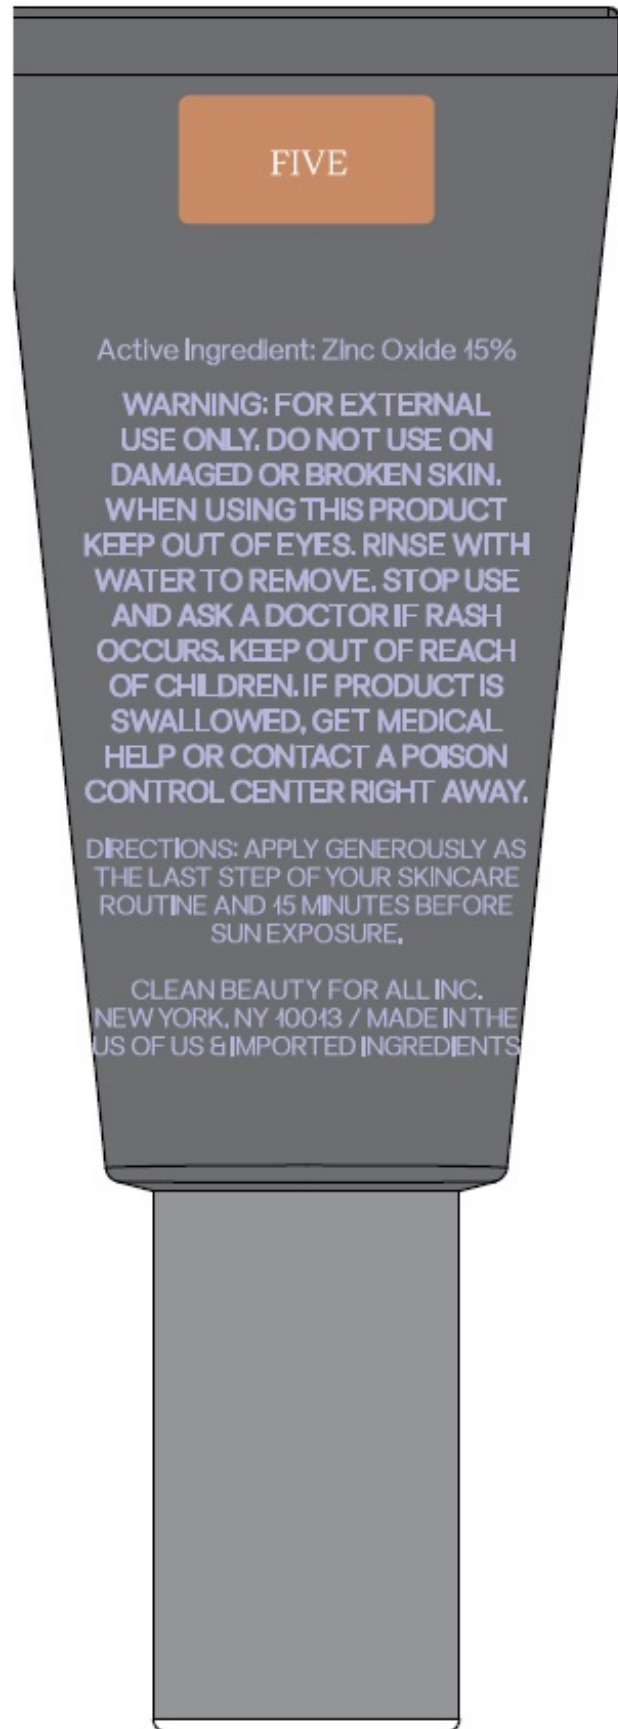 FIVE
Active Ingredient: Zinc Oxide 15%
WARNING: FOR EXTERNAL
USE ONLY. DO NOT USE ON
DAMAGED OR BROKEN SKIN.
WHEN USING THIS PRODUCT
KEEP OUT OF EYES. RINSE WITH
WATER TO REMOVE. STOP USE
AND ASK A DOCTOR IF RASH
OCCURS. KEEP OUT OF REACH
OF CHILDREN. IF PRODUCT IS
SWALLOWED, GET MEDICAL
HELP OR CONTACT A POISON
CONTROL CENTER RIGHT AWAY.
DIRECTIONS: APPLY GENEROUSLY AS
THE LAST STEP OF YOUR SKINCARE
ROUTINE AND 15 MINUTES BEFORE
SUN EXPOSURE.
CLEAN BEAUTY FOR ALL INC.
NEW YORK, NY 10013 / MADE IN THE
US OF US & IMPORTED INGREDIENTS